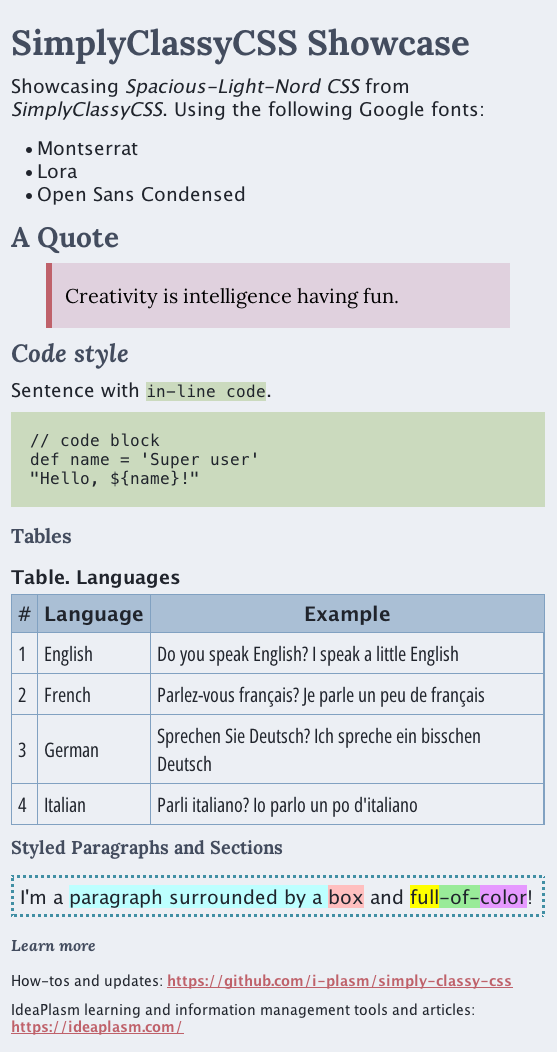 SimplyClassyCSS Showcase
Showcasing Spacious-Light-Nord CSS from
SimplyClassyCSS. Using the following Google fonts:
• Montserrat
• Lora
• Open Sans Condensed
A Quote
Creativity is intelligence having fun.
Code style
Sentence with in-line code.
// code block
def name = 'Super user'
"Hello, ${name}!"
Tables
Table. Languages
# Language Example
1 English Do you speak English? I speak a little English
2 French Parlez-vous français? Je parle un peu de français
3 German Sprechen Sie Deutsch? Ich spreche ein bisschen
Deutsch
4 Italian Parli italiano? Io parlo un po d'italiano
Styled Paragraphs and Sections
I'm a paragraph surrounded by a box and full-of-color!
Learn more
How-tos and updates: https://github.com/i-plasm/simply-classy-css
IdeaPlasm learning and information management tools and articles:
https://ideaplasm.com/